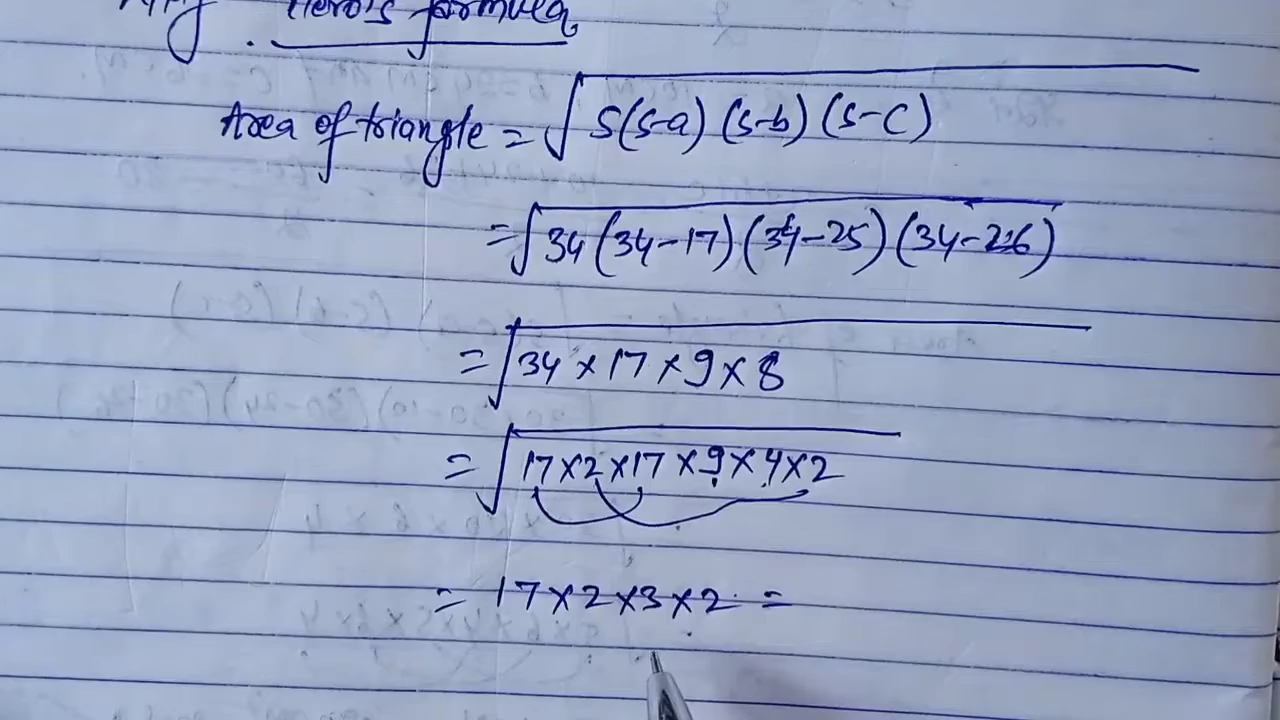 Hero's formula
Area of triangle = √S(S-a) (S-b) (S-C)
= √34(34-17) (34-25) (34-26)
= √34 × 17 × 9 × 8
= √17×2×17×9×4×2
= 17×2×3×2 =